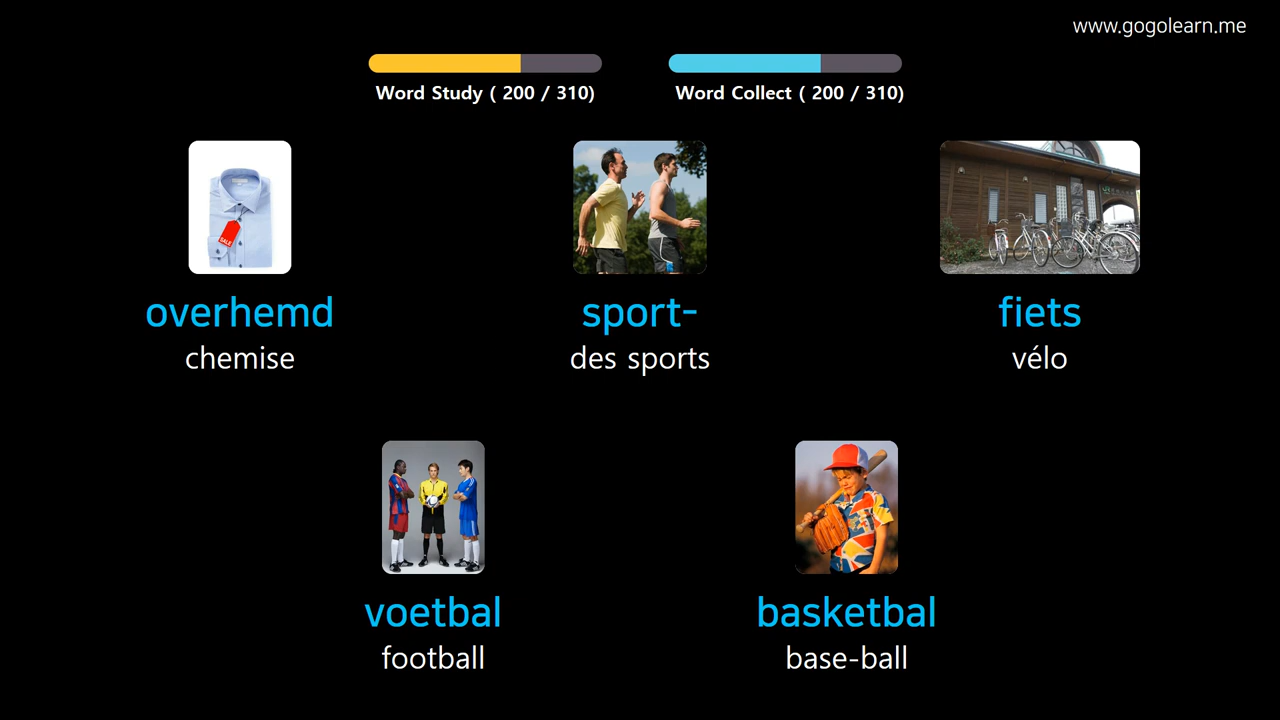 www.gogolearn.me
Word Study ( 200 / 310)
Word Collect ( 200 / 310)
SALE
overhemd
sport-
fiets
chemise
des sports
vélo
voetbal
basketbal
football
base-ball